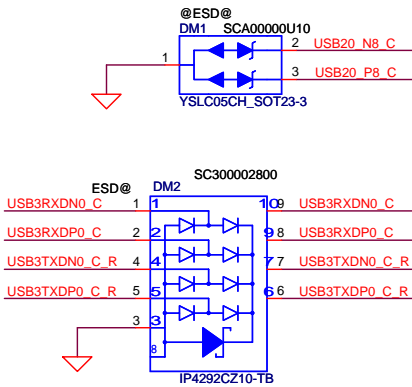 @ESD@
DM1 SCA00000U10
1 2 USB20_N8_C
3 USB20_P8_C
YSLC05CH_SOT23-3
SC300002800
ESD@ DM2
USB3RXDN0_C 1 1 10 9 USB3RXDN0_C
USB3RXDP0_C 2 2 9 8 USB3RXDP0_C
USB3TXDN0_C_R 4 4 7 7 USB3TXDN0_C_R
USB3TXDP0_C_R 5 5 6 6 USB3TXDP0_C_R
3 3
8
IP4292CZ10-TB